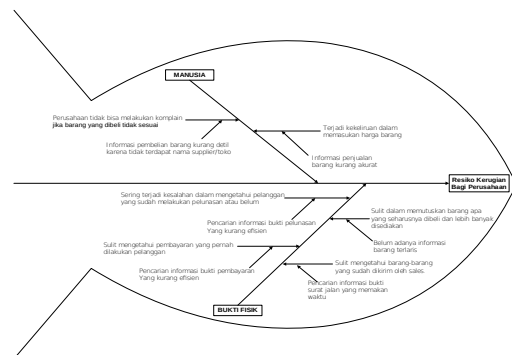 MANUSIA
Perusahaan tidak bisa melakukan komplain
jika barang yang dibeli tidak sesuai
Terjadi kekeliruan dalam
memasukan harga barang
Informasi pembelian barang kurang detil
karena tidak terdapat nama supplier/toko
Informasi penjualan
barang kurang akurat
Resiko Kerugian
Bagi Perusahaan
Sering terjadi kesalahan dalam mengetahui pelanggan
yang sudah melakukan pelunasan atau belum
Sulit dalam memutuskan barang apa
yang seharusnya dibeli dan lebih banyak
disediakan
Pencarian informasi bukti pelunasan
Yang kurang efisien
Sulit mengetahui pembayaran yang pernah
dilakukan pelanggan
Belum adanya informasi
barang terlaris
Sulit mengetahui barang-barang
yang sudah dikirim oleh sales.
Pencarian informasi bukti pembayaran
Yang kurang efisien
Pencarian informasi bukti
surat jalan yang memakan
waktu
BUKTI FISIK